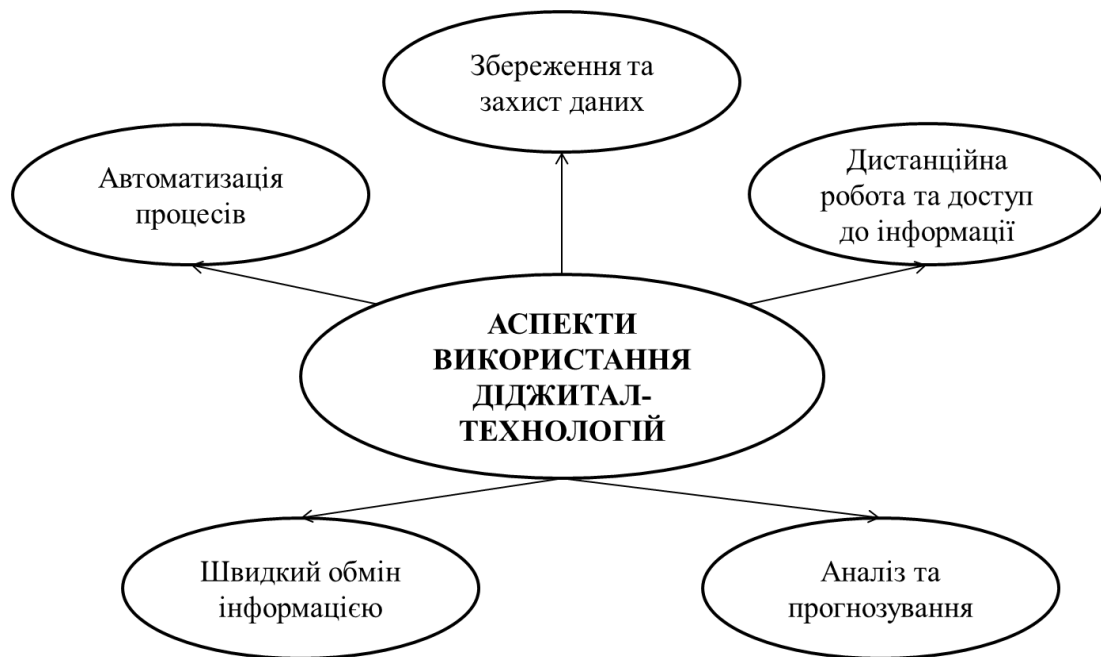 Збереження та
захист даних
Автоматизація
процесів
Дистанційна
робота та доступ
до інформації
АСПЕКТИ
ВИКОРИСТАННЯ
ДІДЖИТАЛ-
ТЕХНОЛОГІЙ
Швидкий обмін
інформацією
Аналіз та
прогнозування